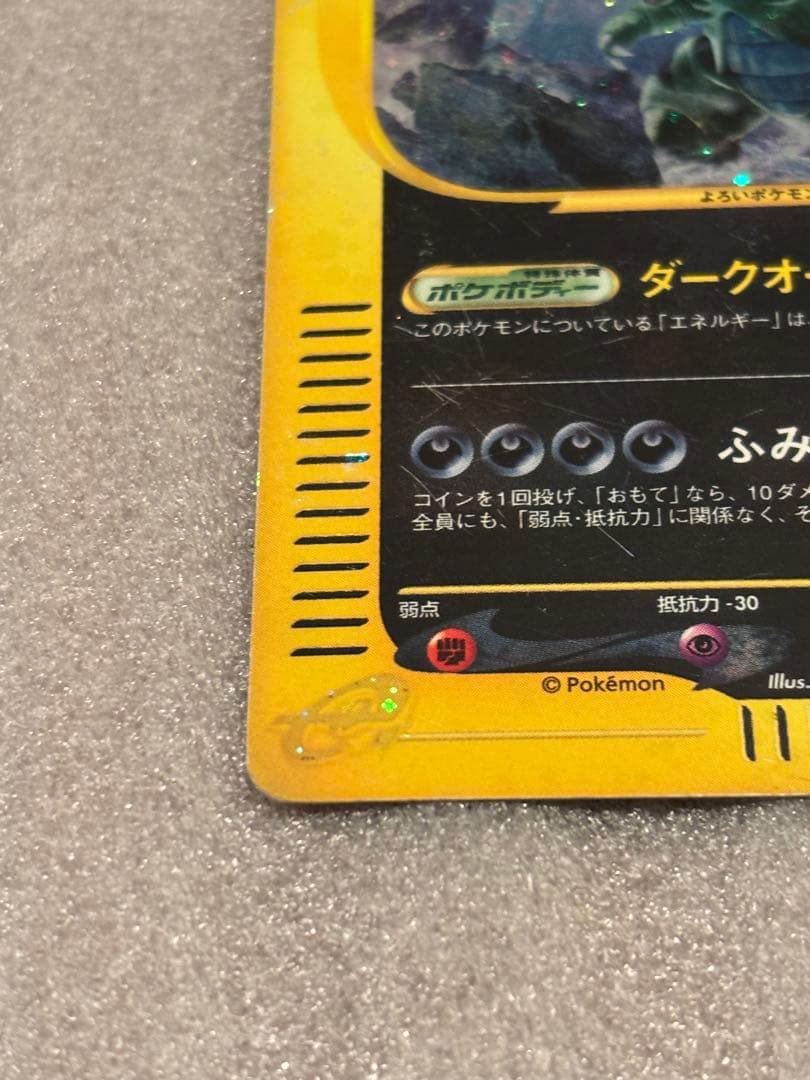 よろいポケモン
特殊体質
ポケボディー ダークオー
このポケモンについている「エネルギー」は、
ふみ
コインを1回投げ、「おもて」なら、10ダメ
全員にも、「弱点・抵抗力」に関係なく、そ
弱点 抵抗力 -30
© Pokémon Illus.